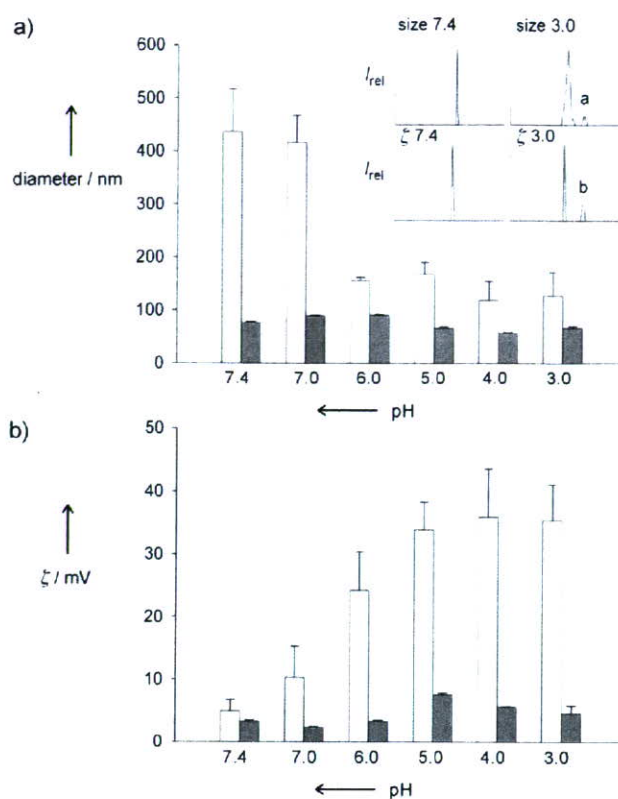 a)
600
500
400
300
200
100
0
diameter / nm
7.4 7.0 6.0 5.0 4.0 3.0
pH
size 7.4 size 3.0
I rel
a
ζ 7.4 ζ 3.0
I rel
b
b)
50
40
30
20
10
0
ζ / mV
7.4 7.0 6.0 5.0 4.0 3.0
pH